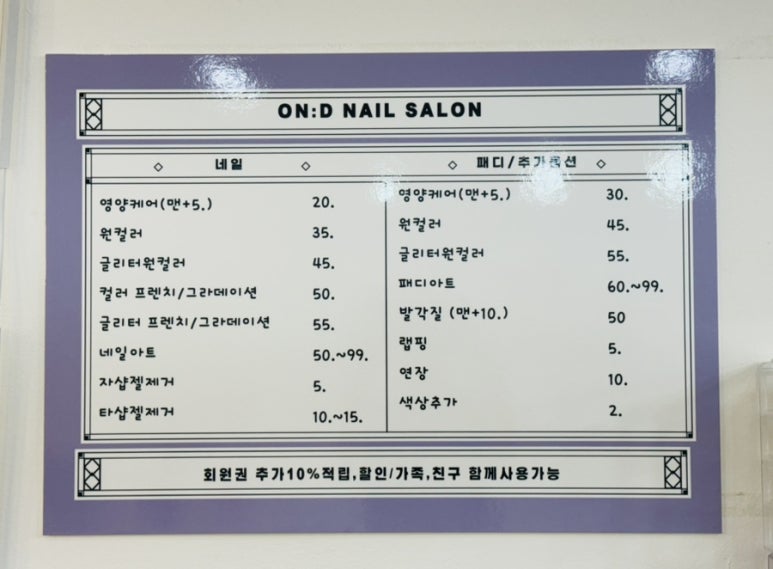 ON:D NAIL SALON
네일
영양케어(맨+5.) 20.
원컬러 35.
글리터원컬러 45.
컬러 프렌치/그라데이션 50.
글리터 프렌치/그라데이션 55.
네일아트 50.~99.
자샵젤제거 5.
타샵젤제거 10.~15.
패디/추가옵션
영양케어(맨+5.) 30.
원컬러 45.
글리터원컬러 55.
패디아트 60.~99.
발각질 (맨+10.) 50
랩핑 5.
연장 10.
색상추가 2.
회원권 추가10%적립,할인/가족,친구 함께사용가능